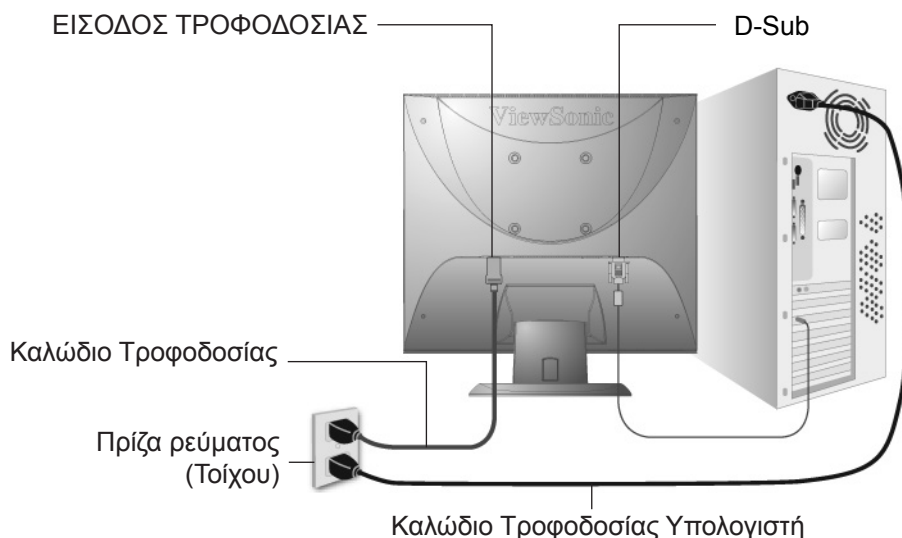 ΕΙΣΟΔΟΣ ΤΡΟΦΟΔΟΣΙΑΣ
D-Sub
ViewSonic
Καλώδιο Τροφοδοσίας
Πρίζα ρεύματος
(Τοίχου)
Καλώδιο Τροφοδοσίας Υπολογιστή